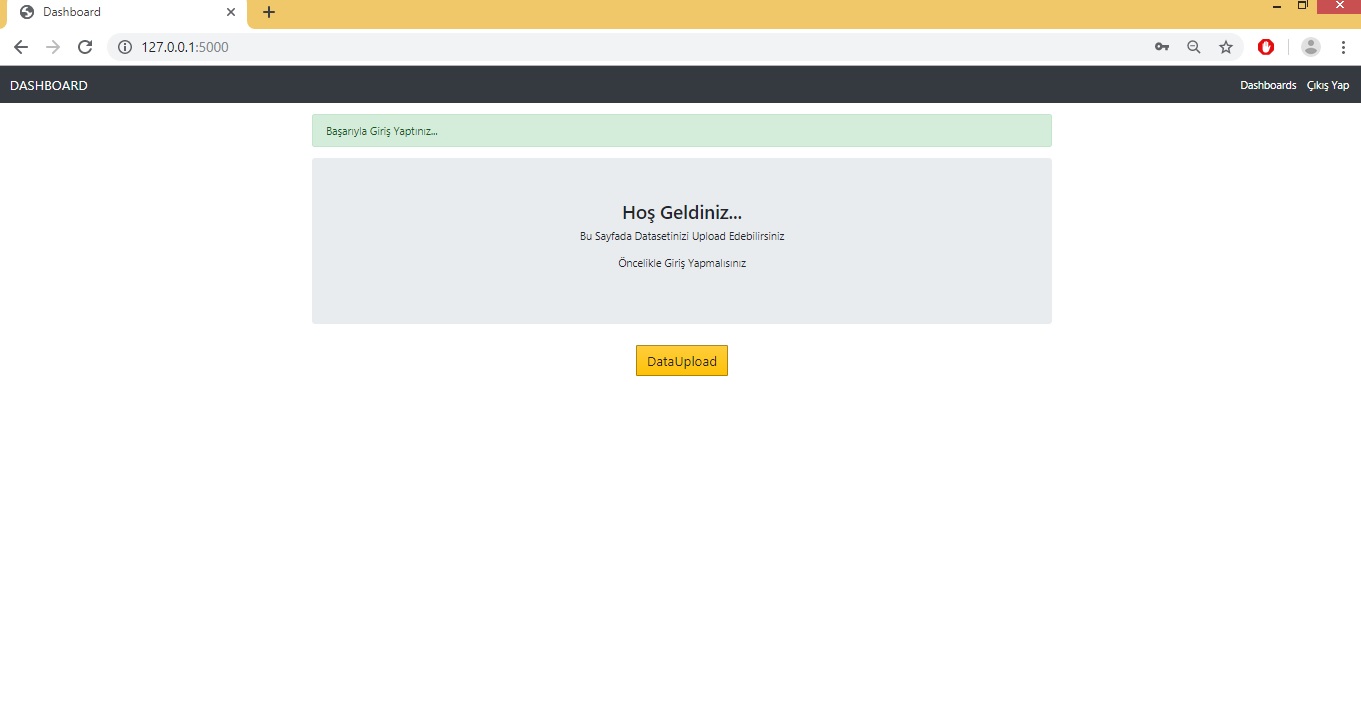 Dashboard
127.0.0.1:5000
DASHBOARD
Dashboards Çıkış Yap
Başarıyla Giriş Yaptınız...
Hoş Geldiniz...
Bu Sayfada Datasetinizi Upload Edebilirsiniz
Öncelikle Giriş Yapmalısınız
DataUpload